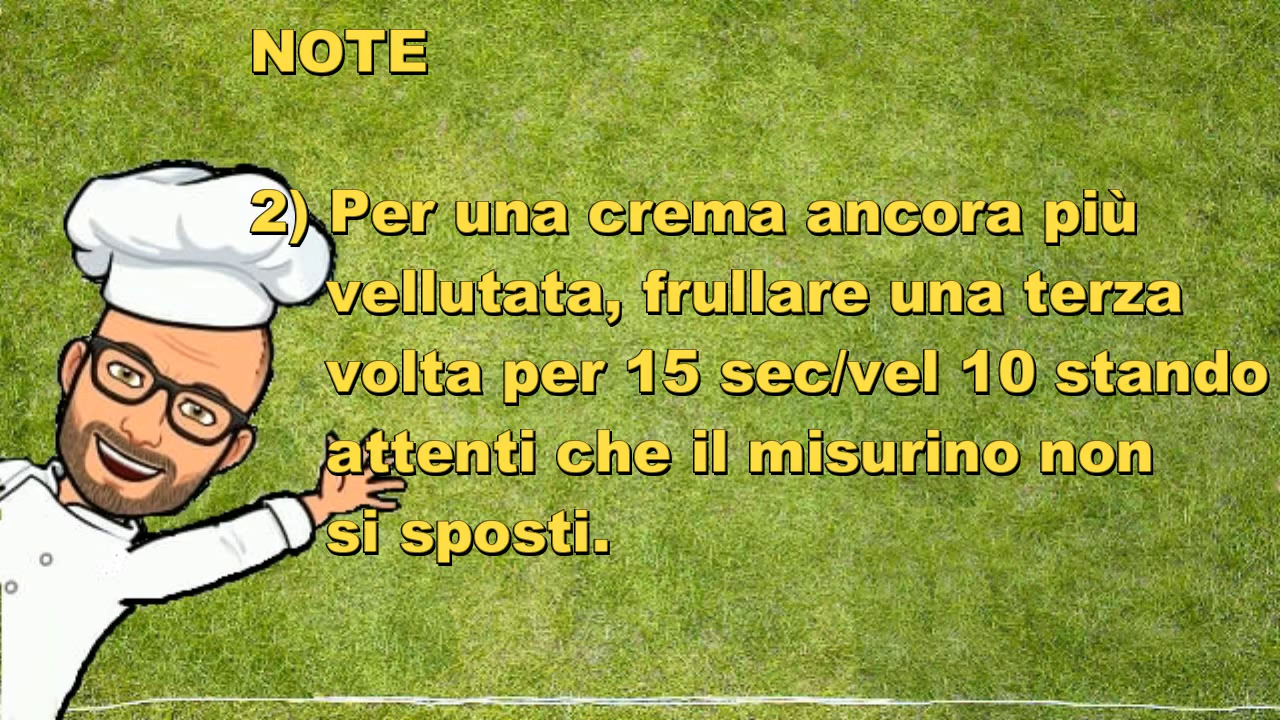 NOTE
2) Per una crema ancora più
vellutata, frullare una terza
volta per 15 sec/vel 10 stando
attenti che il misurino non
si sposti.